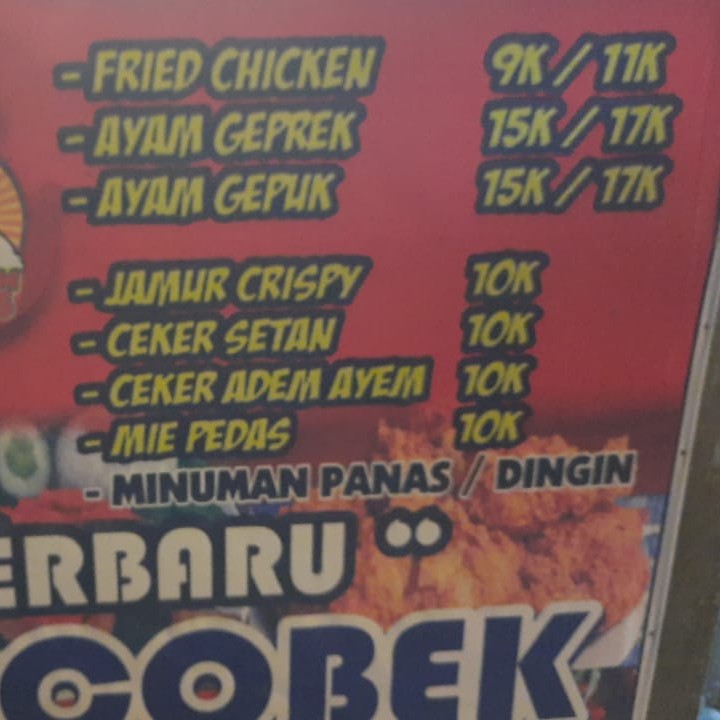 - FRIED CHICKEN 9K / 11K
- AYAM GEPREK 15K / 17K
- AYAM GEPUK 15K / 17K
- JAMUR CRISPY 10K
- CEKER SETAN 10K
- CEKER ADEM AYEM 10K
- MIE PEDAS 10K
- MINUMAN PANAS / DINGIN
ERBARU "
COBEK